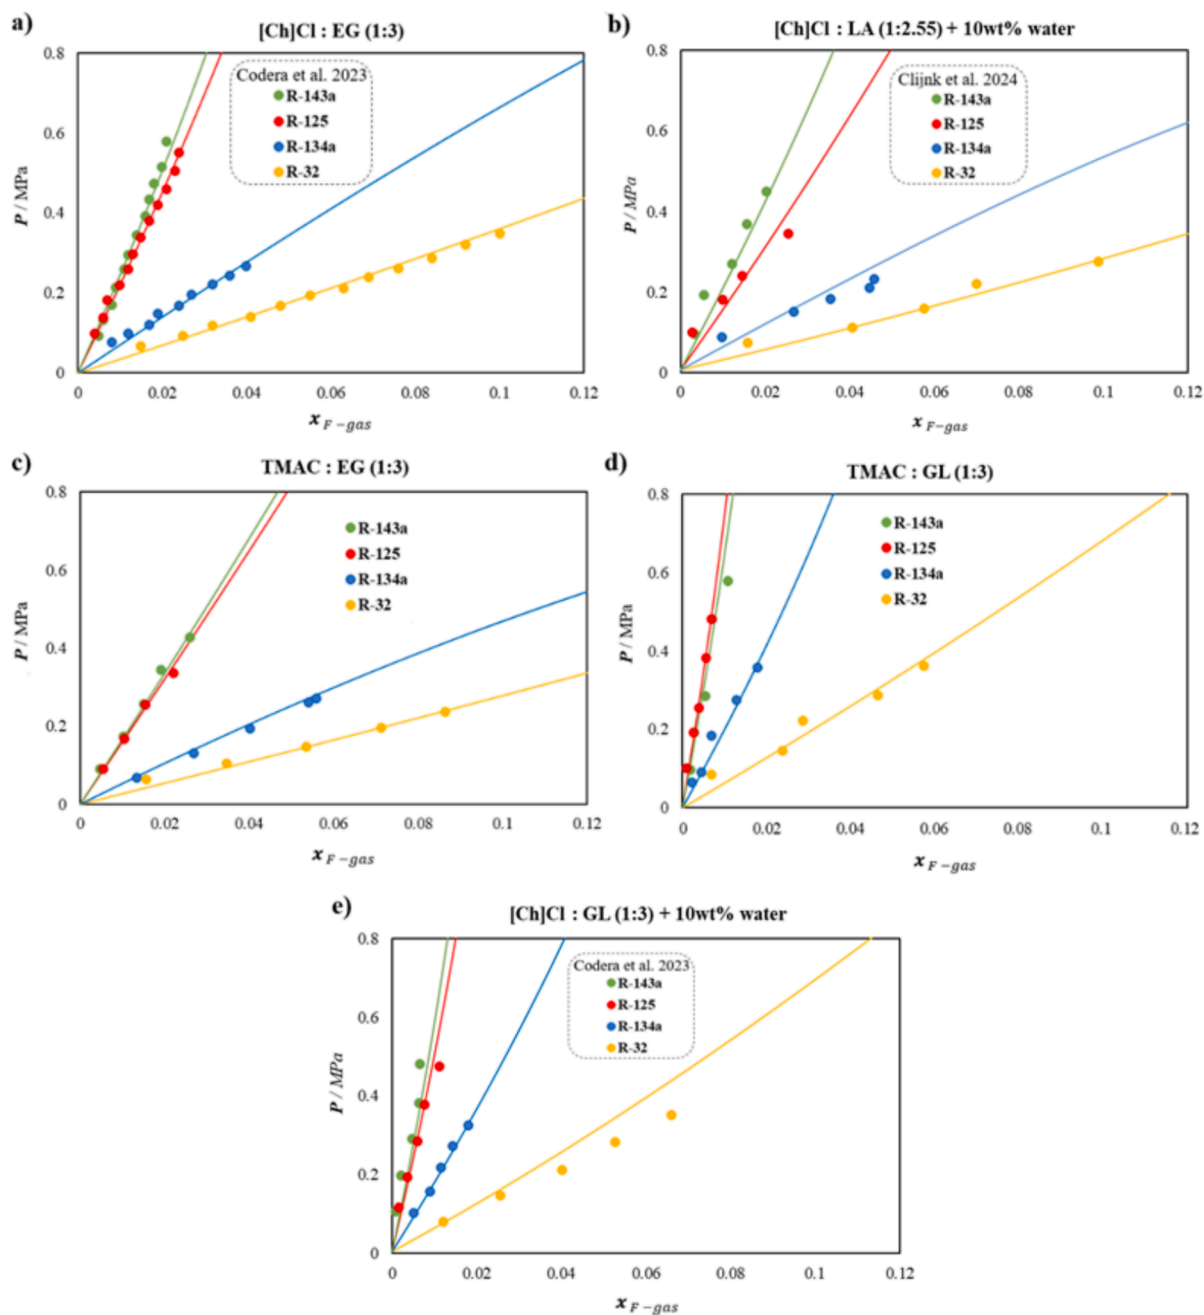 a)
[Ch]Cl : EG (1:3)
0.8
0.6
0.4
0.2
0
P / MPa
Codera et al. 2023
R-143a
R-125
R-134a
R-32
0 0.02 0.04 0.06 0.08 0.1 0.12
x F-gas
b)
[Ch]Cl : LA (1:2.55) + 10wt% water
0.8
0.6
0.4
0.2
0
P / MPa
Clijnk et al. 2024
R-143a
R-125
R-134a
R-32
0 0.02 0.04 0.06 0.08 0.1 0.12
x F-gas
c)
TMAC : EG (1:3)
0.8
0.6
0.4
0.2
0
P / MPa
R-143a
R-125
R-134a
R-32
0 0.02 0.04 0.06 0.08 0.1 0.12
x F-gas
d)
TMAC : GL (1:3)
0.8
0.6
0.4
0.2
0
P / MPa
R-143a
R-125
R-134a
R-32
0 0.02 0.04 0.06 0.08 0.1 0.12
x F-gas
e)
[Ch]Cl : GL (1:3) + 10wt% water
0.8
0.6
0.4
0.2
0
P / MPa
Codera et al. 2023
R-143a
R-125
R-134a
R-32
0 0.02 0.04 0.06 0.08 0.1 0.12
x F-gas